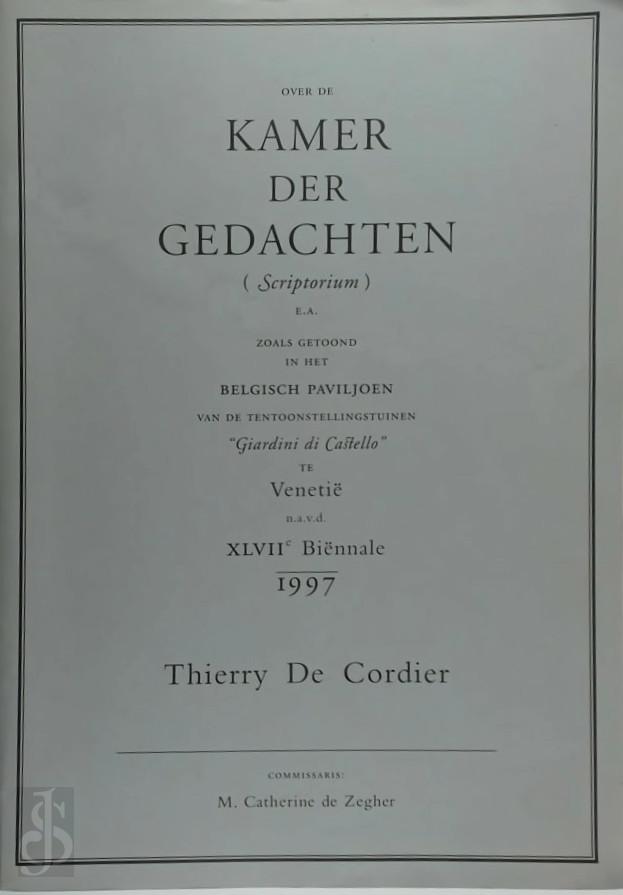 OVER DE
KAMER
DER
GEDACHTEN
( Scriptorium )
E.A.
ZOALS GETOOND
IN HET
BELGISCH PAVILJOEN
VAN DE TENTOONSTELLINGSTUINEN
“Giardini di Castello”
TE
Venetië
n.a.v.d.
XLVIIe Biënnale
1997
Thierry De Cordier
COMMISSARIS:
M. Catherine de Zegher